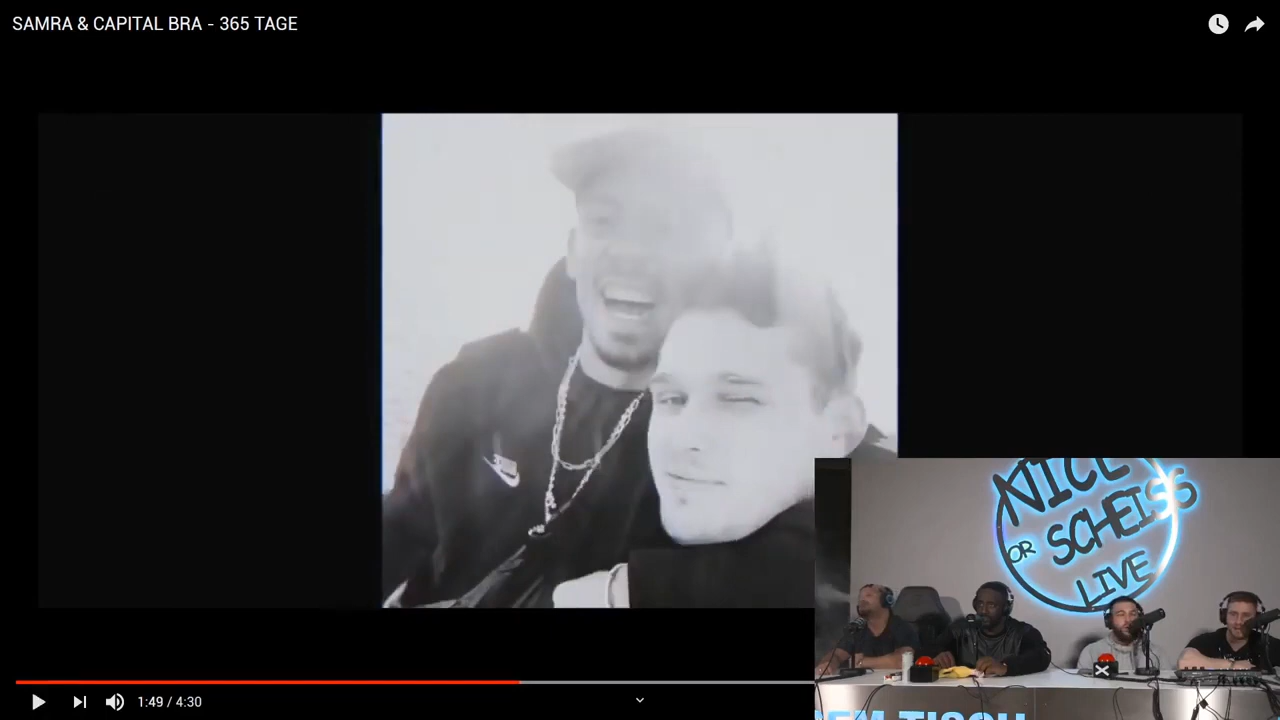 SAMRA & CAPITAL BRA - 365 TAGE
NICE
OR SCHEISS
LIVE
1:49 / 4:30